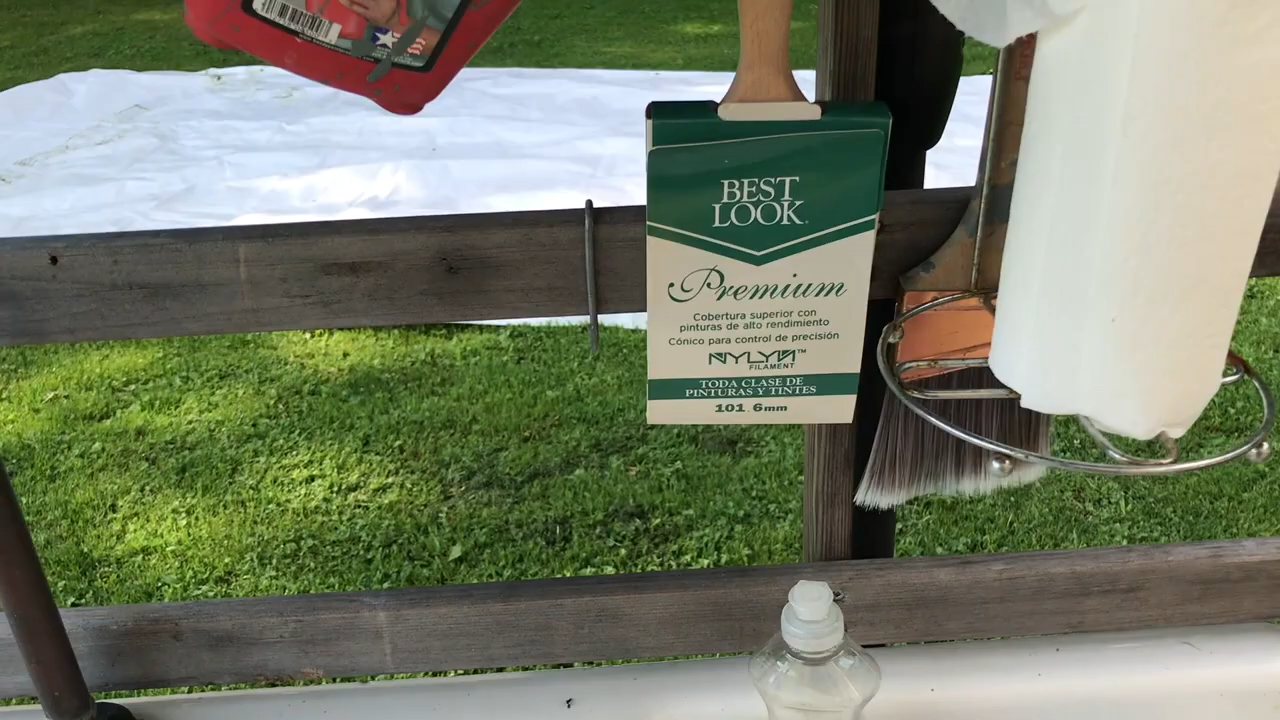 BEST
LOOK
Premium
Cobertura superior con
pinturas de alto rendimiento
Cónico para control de precisión
NYLYN™
FILAMENT
TODA CLASE DE
PINTURAS Y TINTES
101.6mm